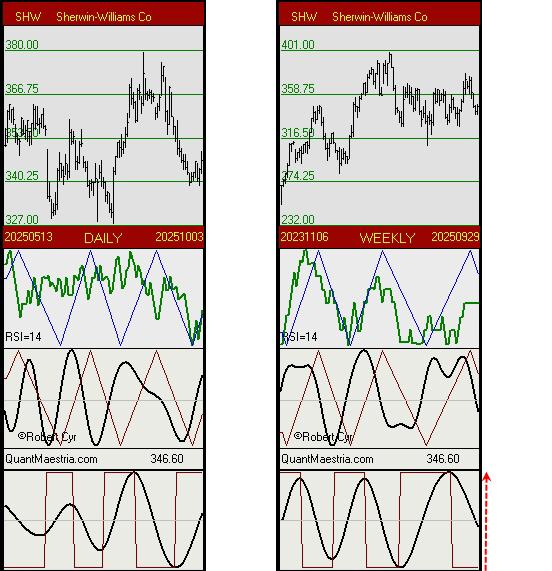 SHW Sherwin-Williams Co
380.00
366.75
353.50
340.25
327.00
20250513 DAILY 20251003
RSI=14
©Robert Cyr
QuantMaestria.com 346.60
SHW Sherwin-Williams Co
401.00
358.75
316.50
274.25
232.00
20231106 WEEKLY 20250929
RSI=14
©Robert Cyr
QuantMaestria.com 346.60